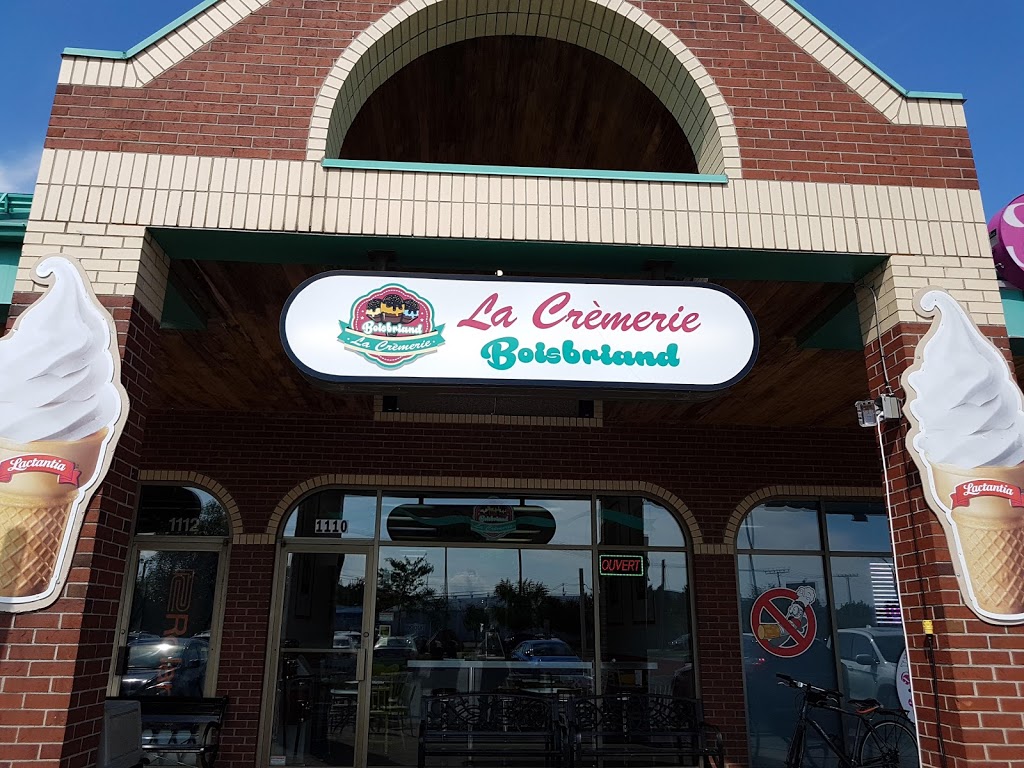 La Crèmerie
Boisbriand
Boisbriand
La Crèmerie
Lactantia
Lactantia
1112
1110
OUVERT
S